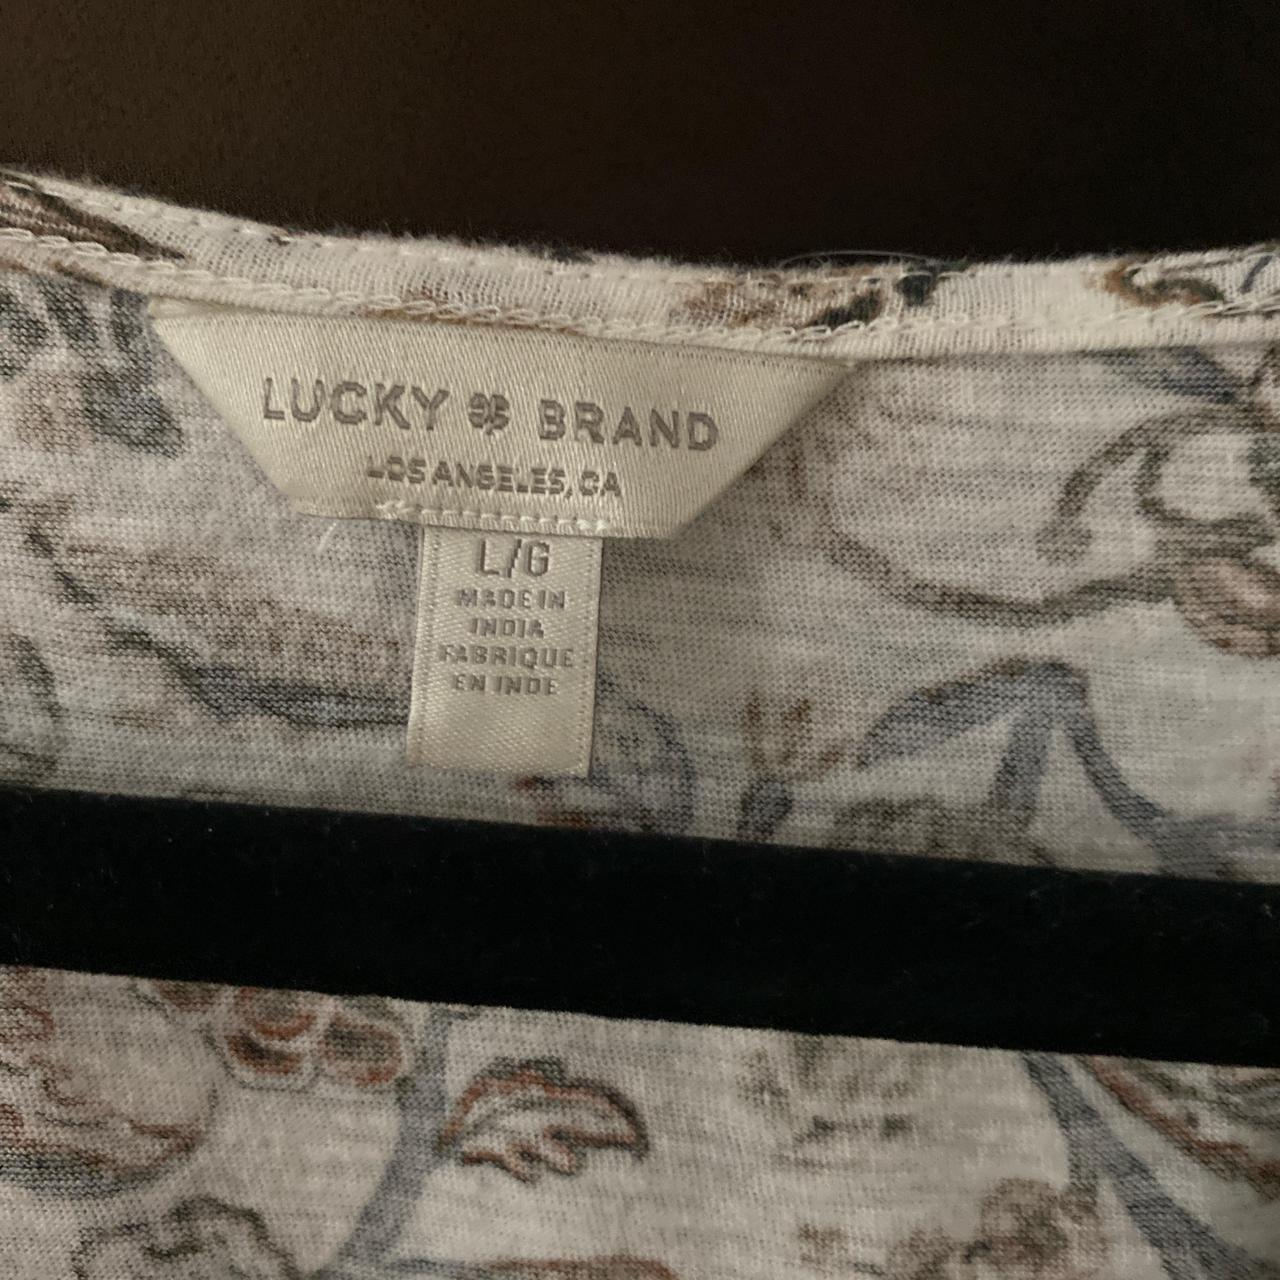 LUCKY BRAND
LOS ANGELES, CA
L/G
MADE IN
INDIA
FABRIQUE
EN INDE